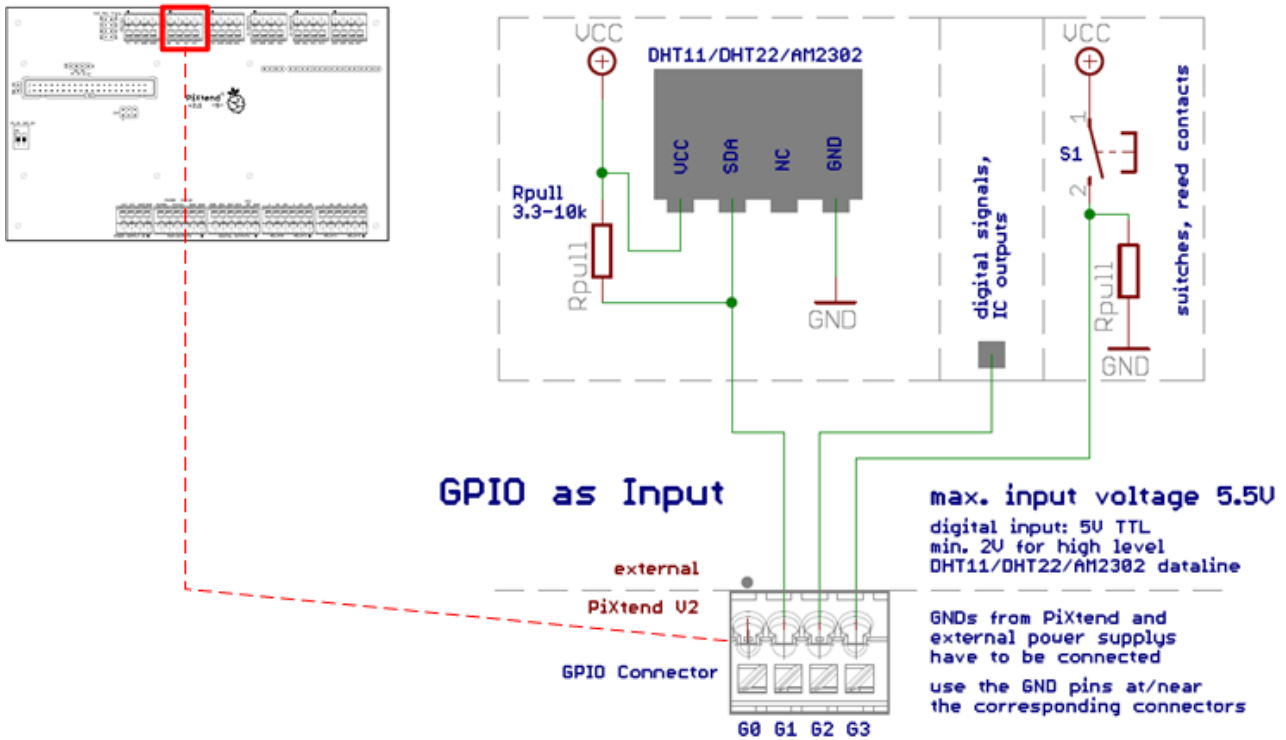 PiXtend
VCC
DHT11/DHT22/AM2302
VCC
SDA
NC
GND
Rpull
3.3-10k
Rpull
GND
digital signals,
IC outputs
VCC
1
S1
2
Rpull
GND
switches, reed contacts
GPIO as Input
max. input voltage 5.5V
digital input: 5V TTL
min. 2V for high level
DHT11/DHT22/AM2302 dataline
external
PiXtend V2
GPIO Connector
GNDs from PiXtend and
external power supplys
have to be connected
use the GND pins at/near
the corresponding connectors
G0 G1 G2 G3